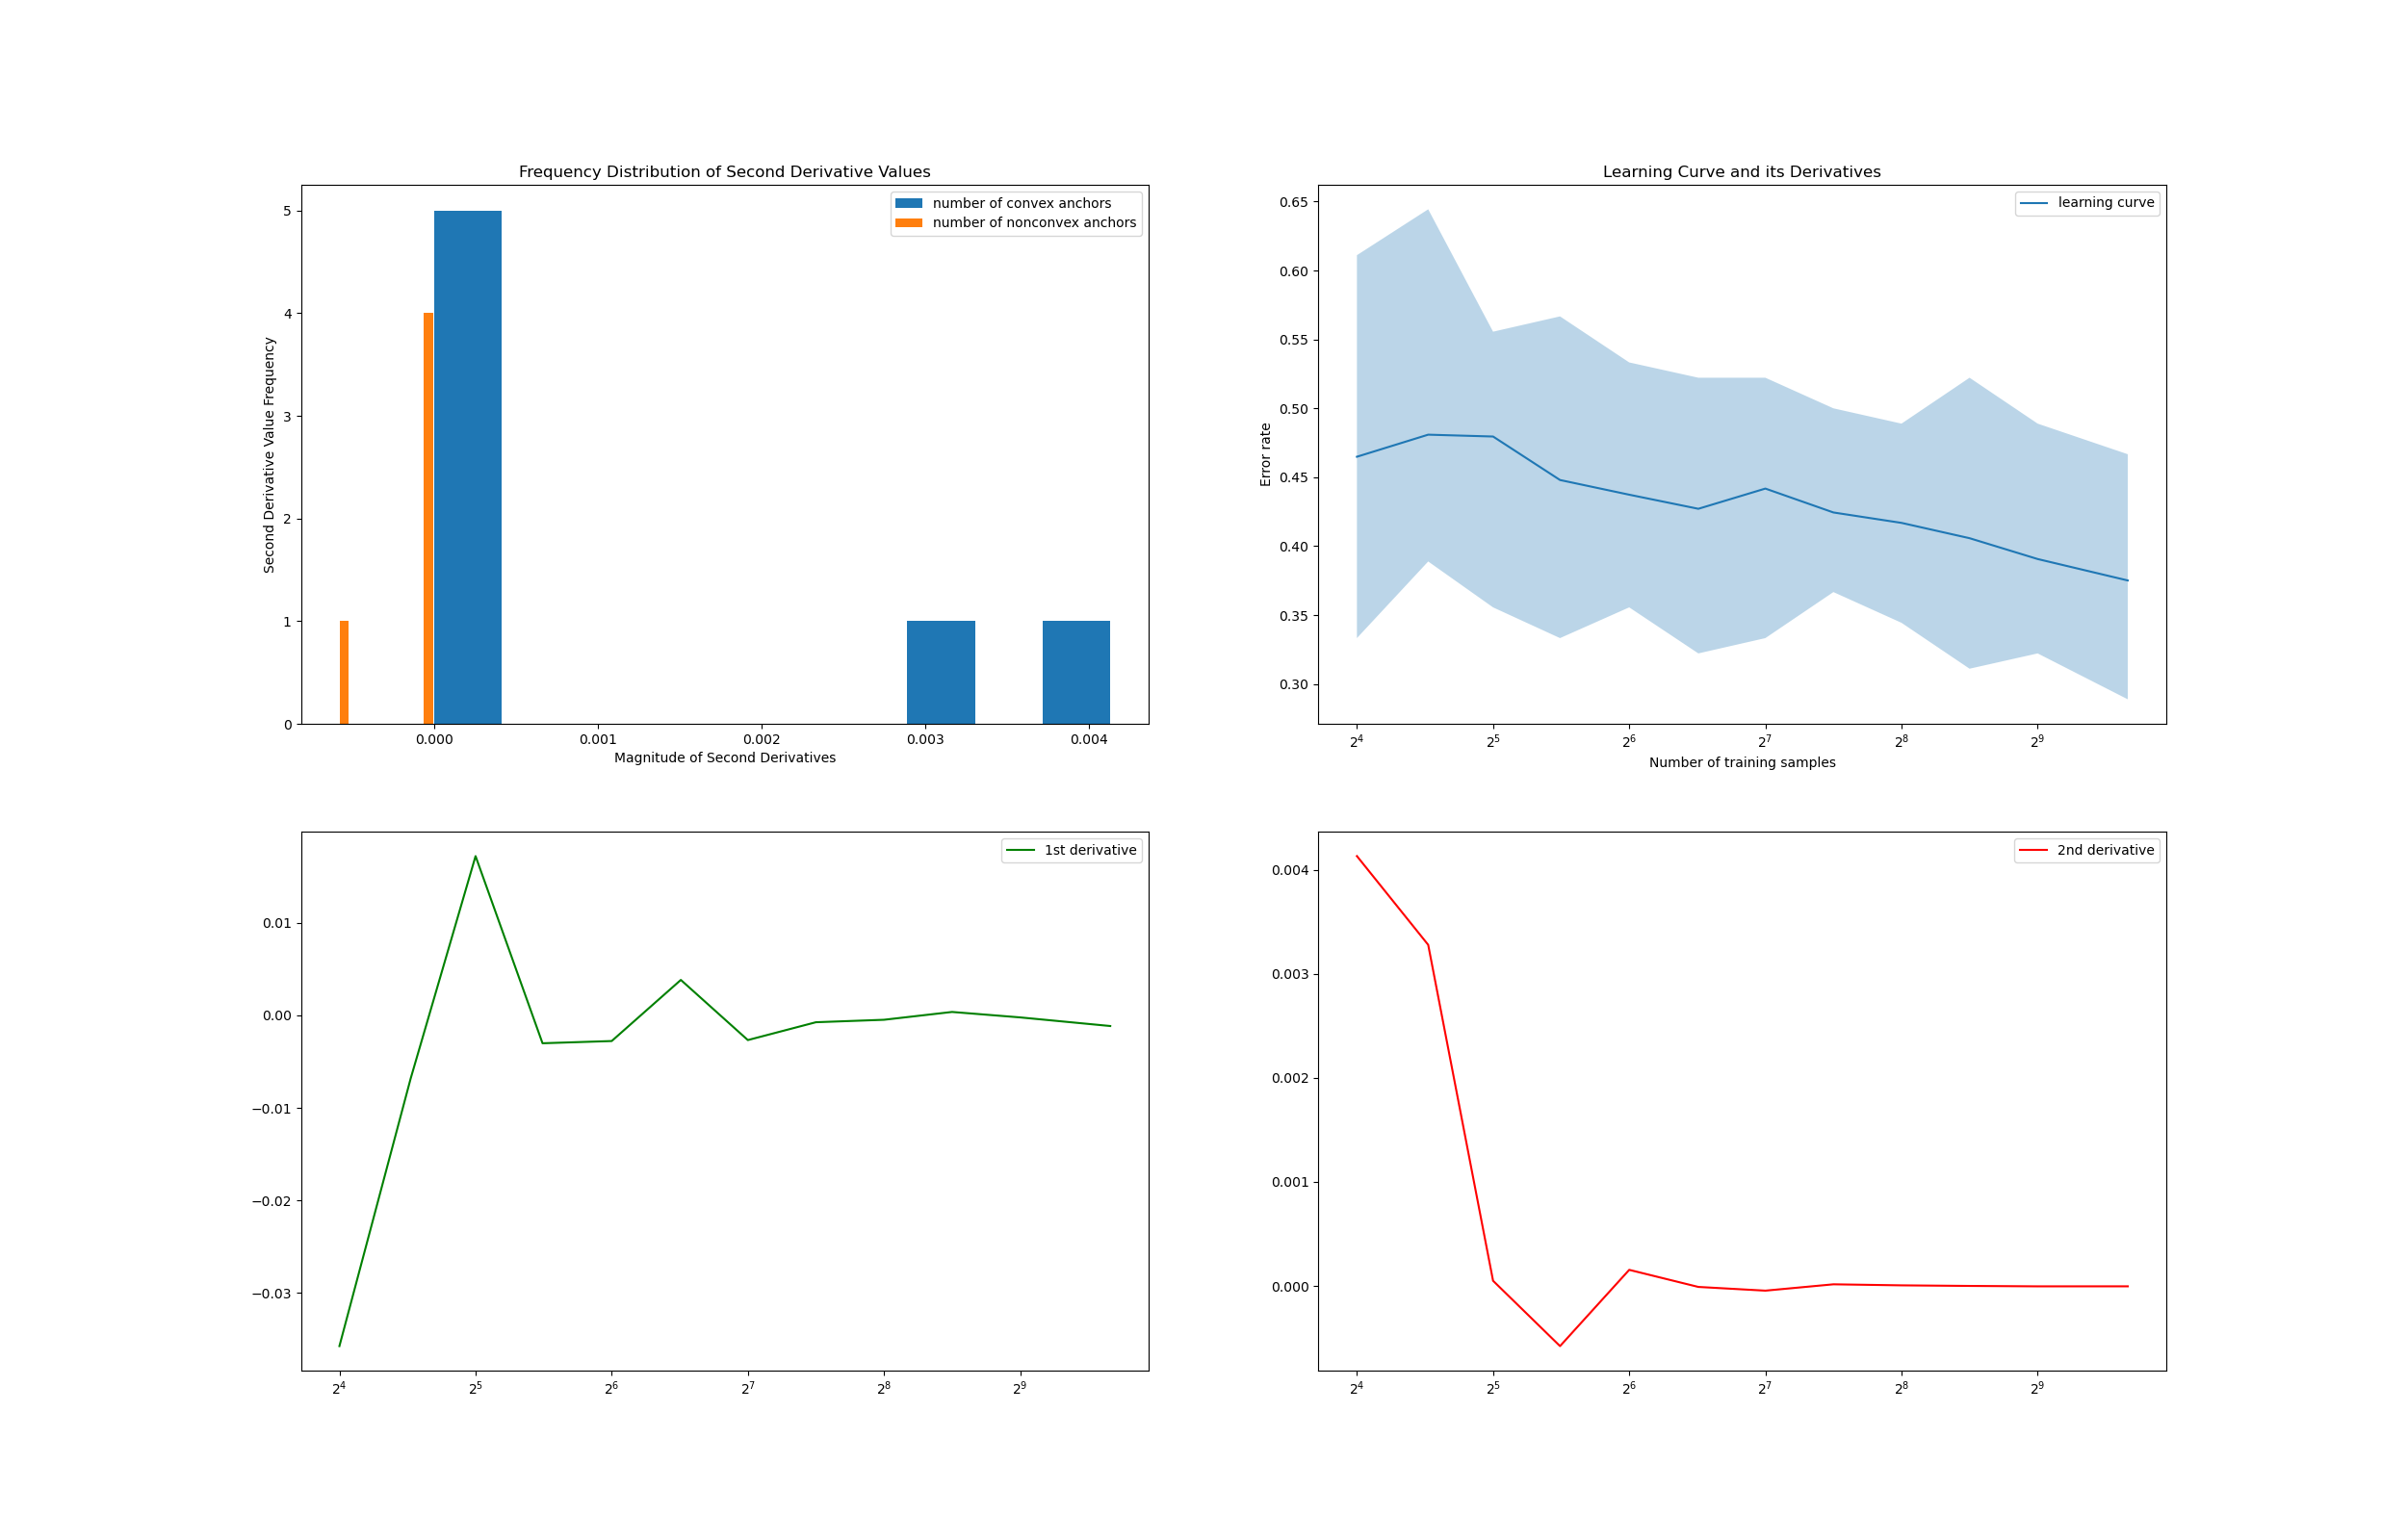 Frequency Distribution of Second Derivative Values
number of convex anchors
number of nonconvex anchors
Second Derivative Value Frequency
5
4
3
2
1
0
0.000 0.001 0.002 0.003 0.004
Magnitude of Second Derivatives
Learning Curve and its Derivatives
learning curve
Error rate
0.65
0.60
0.55
0.50
0.45
0.40
0.35
0.30
2⁴ 2⁵ 2⁶ 2⁷ 2⁸ 2⁹
Number of training samples
1st derivative
0.01
0.00
−0.01
−0.02
−0.03
2⁴ 2⁵ 2⁶ 2⁷ 2⁸ 2⁹
2nd derivative
0.004
0.003
0.002
0.001
0.000
2⁴ 2⁵ 2⁶ 2⁷ 2⁸ 2⁹